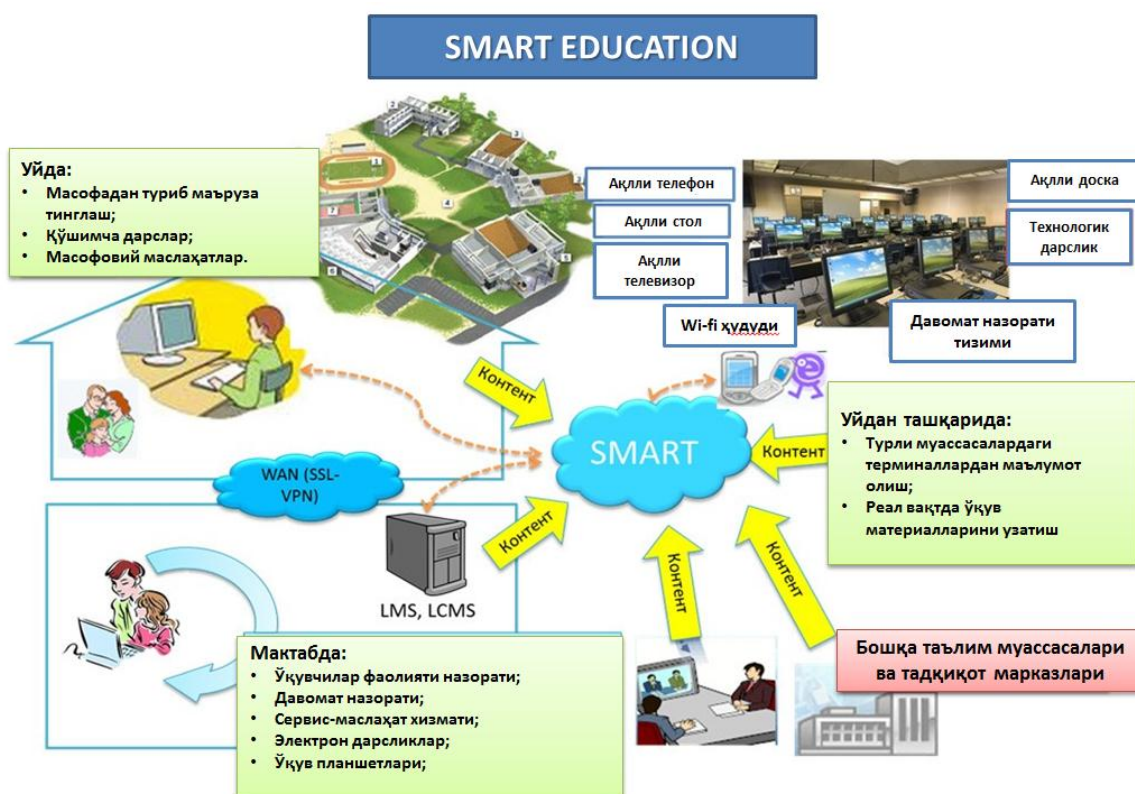 SMART EDUCATION
Уйда:
• Масофадан туриб маъруза
тинглаш;
• Қўшимча дарслар;
• Масофовий маслаҳатлар.
Ақлли телефон
Ақлли стол
Ақлли
телевизор
Wi-fi ҳудуди
Ақлли доска
Технологик
дарслик
Давомат назорати
тизими
Контент
SMART
Контент
Уйдан ташқарида:
• Турли муассасалардаги
терминаллардан маълумот
олиш;
• Реал вақтда ўқув
материалларини узатиш
WAN (SSL-
VPN)
Контент
LMS, LCMS
Контент
Контент
Мактабда:
• Ўқувчилар фаолияти назорати;
• Давомат назорати;
• Сервис-маслаҳат хизмати;
• Электрон дарсликлар;
• Ўқув планшетлари;
Бошқа таълим муассасалари
ва тадқиқот марказлари